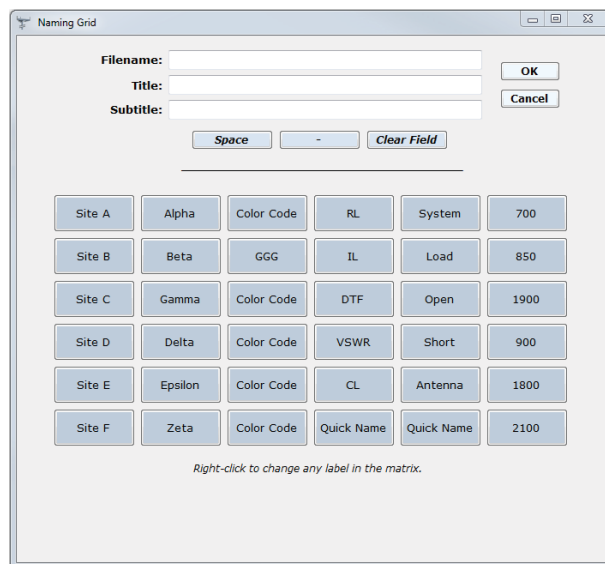 Naming Grid
Filename:
OK
Title:
Cancel
Subtitle:
Space - Clear Field
Site A Alpha Color Code RL System 700
Site B Beta GGG IL Load 850
Site C Gamma Color Code DTF Open 1900
Site D Delta Color Code VSWR Short 900
Site E Epsilon Color Code CL Antenna 1800
Site F Zeta Color Code Quick Name Quick Name 2100
Right-click to change any label in the matrix.